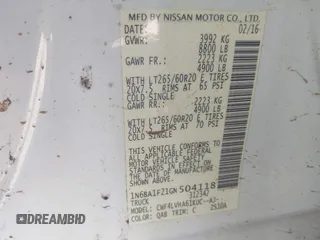 MFD BY NISSAN MOTOR CO., LTD.
DATE: 02/16
GVWR: 3992 KG
8800 LB
GAWR FR: 2223 KG
4900 LB
WITH LT265/60R20 E TIRES
20X7.5 RIMS AT 65 PSI
COLD SINGLE
GAWR RR: 2223 KG
4900 LB
WITH LT265/60R20 E TIRES
20X7.5 RIMS AT 70 PSI
COLD SINGLE
THIS VEHICLE CONFORMS TO ALL
APPLICABLE FEDERAL MOTOR
VEHICLE SAFETY STANDARDS IN
EFFECT ON THE DATE OF
MANUFACTURE SHOWN ABOVE.
1N6BA1F21GN504118
TRUCK 312347
MODEL:
COLOR: QAB TRIM: C